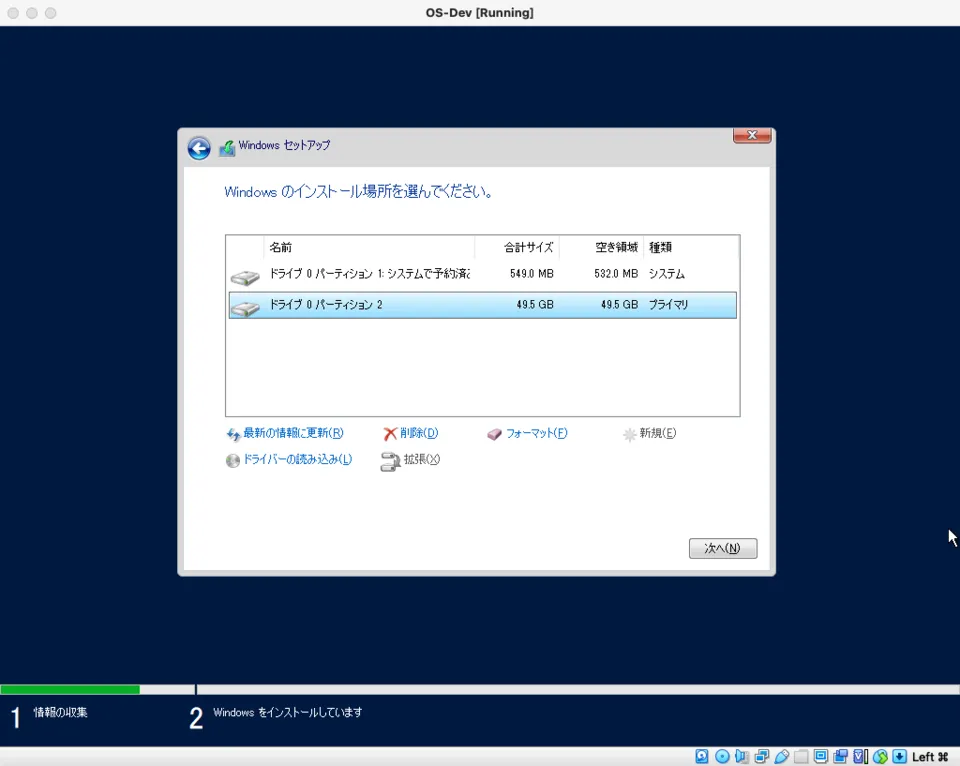 OS-Dev [Running]
Windows セットアップ
Windows のインストール場所を選んでください。
名前 合計サイズ 空き領域 種類
ドライブ 0 パーティション 1: システムで予約済み 549.0 MB 532.0 MB システム
ドライブ 0 パーティション 2 49.5 GB 49.5 GB プライマリ
最新の情報に更新(R) 削除(D) フォーマット(F) 新規(E)
ドライバーの読み込み(L) 拡張(X)
次へ(N)
1 情報の収集 2 Windows をインストールしています
Left ⌘